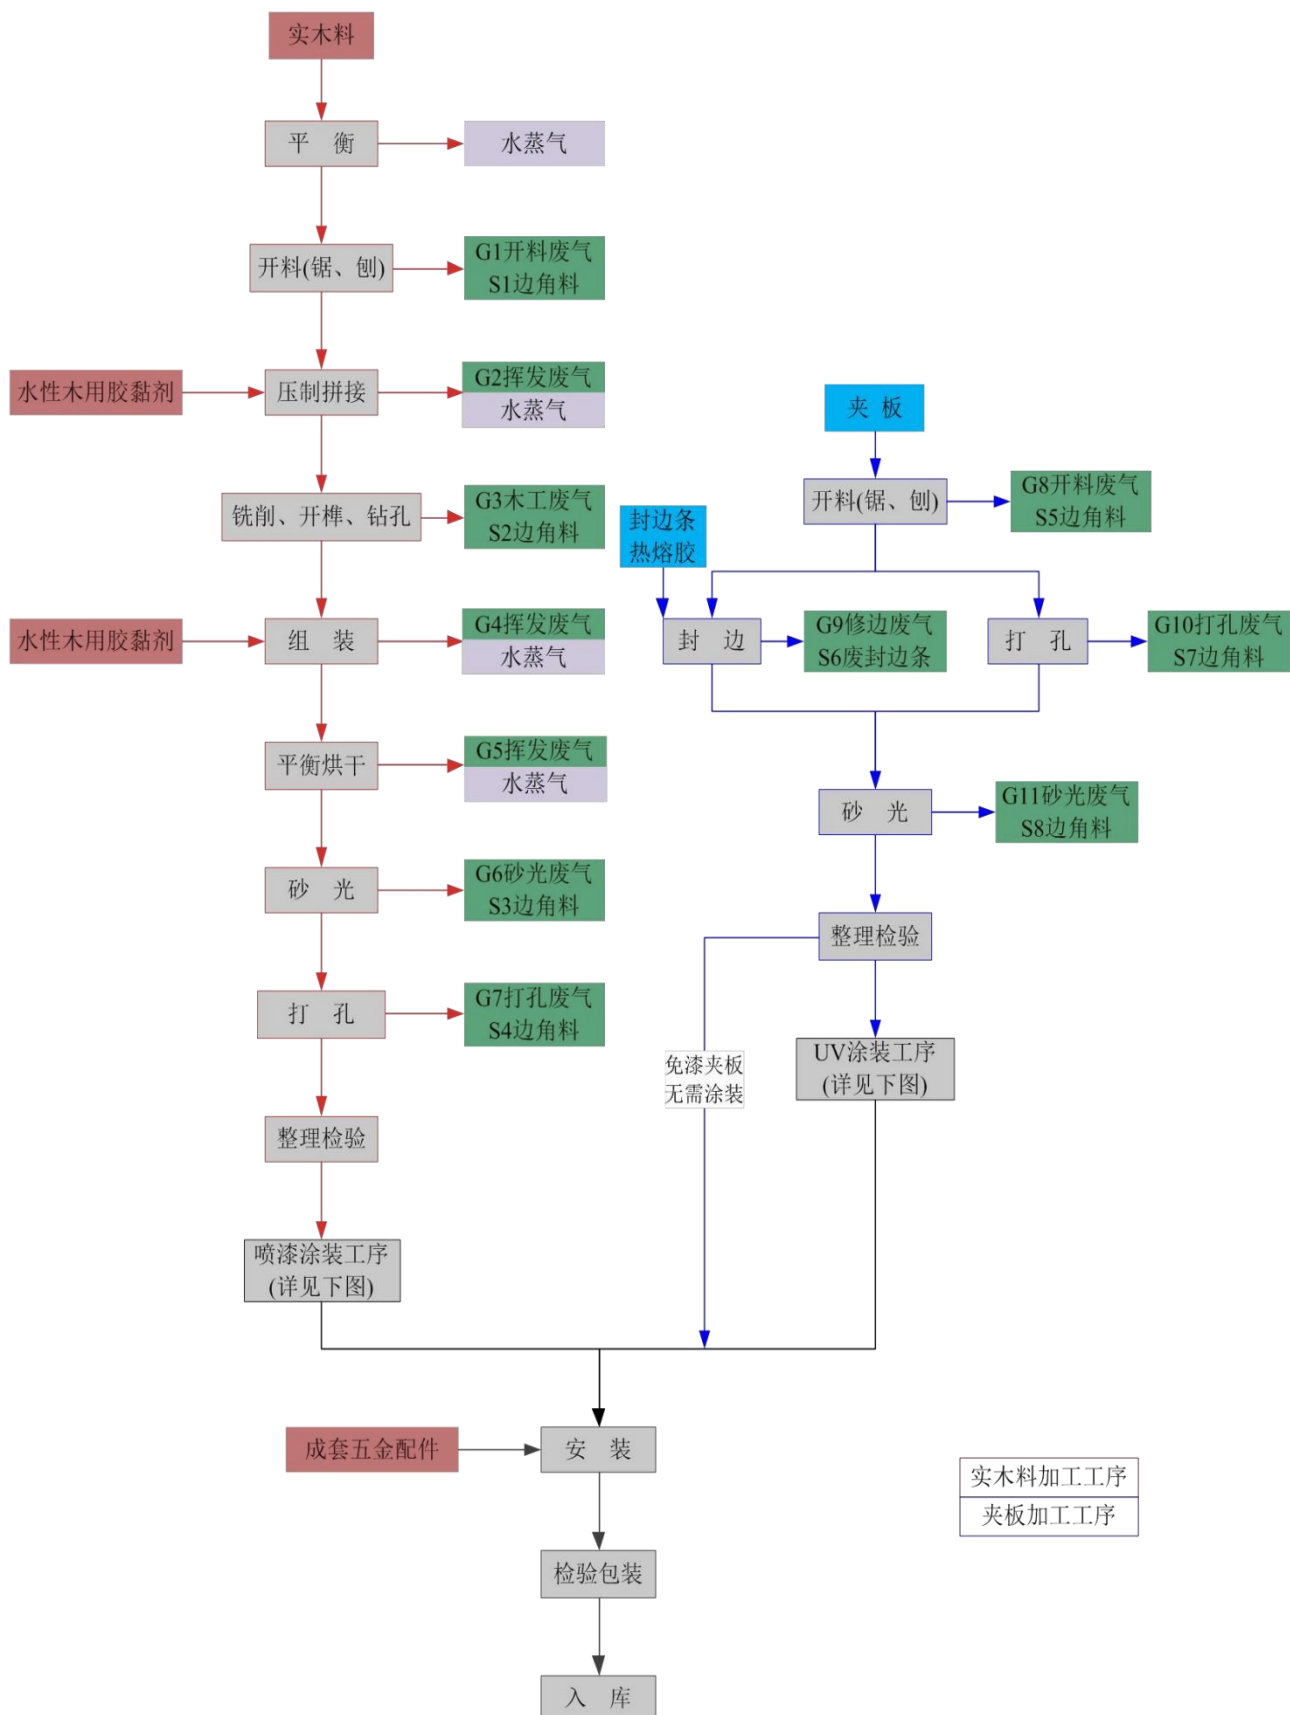 实木料
平 衡
水蒸气
开料(锯、刨)
G1开料废气
S1边角料
水性木用胶黏剂
压制拼接
G2挥发废气
水蒸气
铣削、开榫、钻孔
G3木工废气
S2边角料
水性木用胶黏剂
组 装
G4挥发废气
水蒸气
平衡烘干
G5挥发废气
水蒸气
砂 光
G6砂光废气
S3边角料
打 孔
G7打孔废气
S4边角料
整理检验
喷漆涂装工序
(详见下图)
夹 板
开料(锯、刨)
G8开料废气
S5边角料
封边条
热熔胶
封 边
G9修边废气
S6废封边条
打 孔
G10打孔废气
S7边角料
砂 光
G11砂光废气
S8边角料
整理检验
免漆夹板
无需涂装
UV涂装工序
(详见下图)
成套五金配件
安 装
检验包装
入 库
实木料加工工序
夹板加工工序